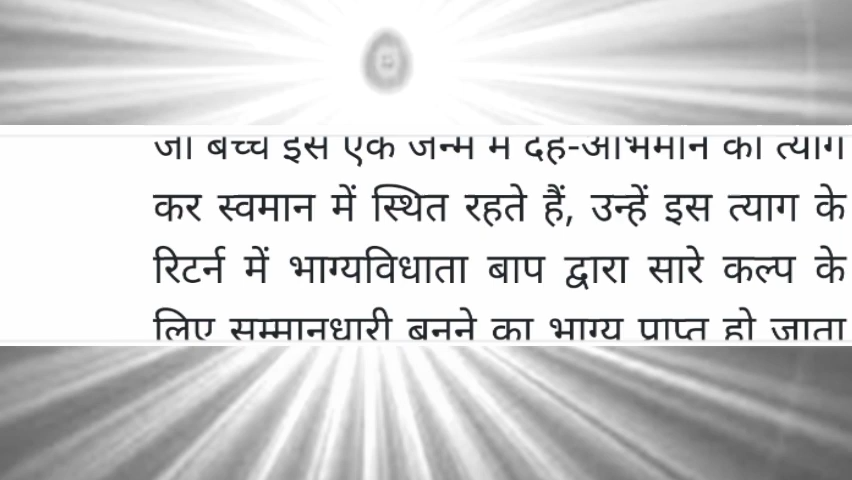 जो बच्चे इस एक जन्म में देह-अभिमान का त्याग
कर स्वमान में स्थित रहते हैं, उन्हें इस त्याग के
रिटर्न में भाग्यविधाता बाप द्वारा सारे कल्प के
लिए सम्मानधारी बनने का भाग्य प्राप्त हो जाता